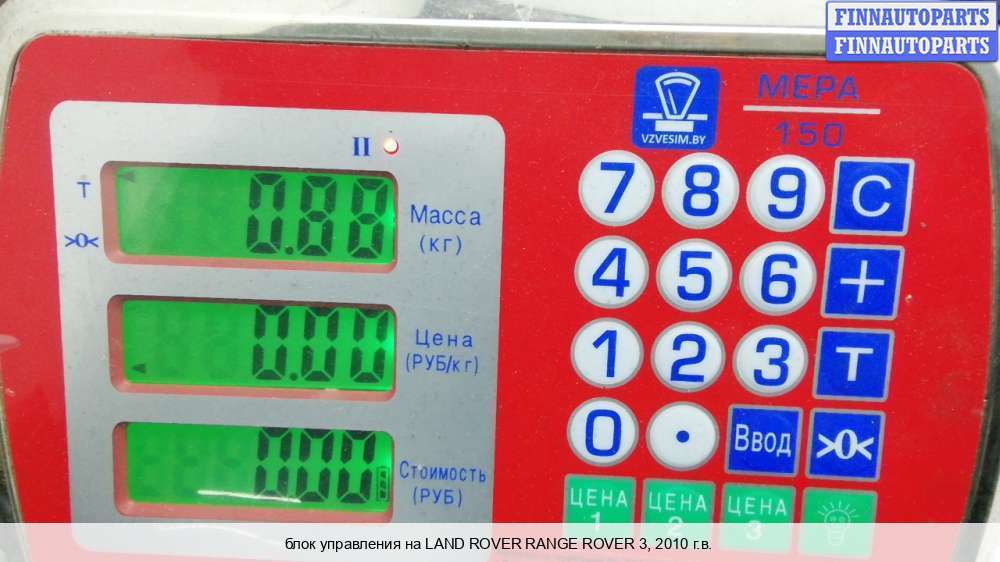 FINNAUTOPARTS
FINNAUTOPARTS
VZVESIM.BY
МЕРА
150
II
T
>0<
0.88
Масса
(кг)
0.00
Цена
(РУБ/кг)
0.00
Стоимость
(РУБ)
7 8 9 C
4 5 6 +
1 2 3 T
0 . Ввод >0<
ЦЕНА 1
ЦЕНА 2
ЦЕНА 3
блок управления на LAND ROVER RANGE ROVER 3, 2010 г.в.